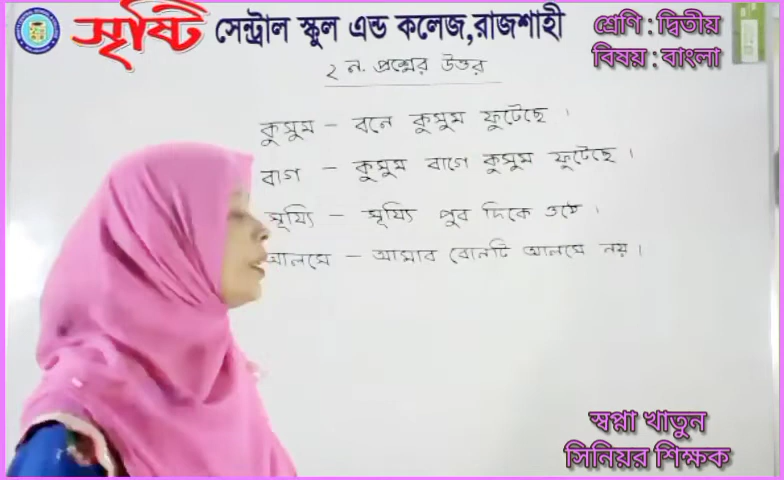 সৃষ্টি সেন্ট্রাল স্কুল এন্ড কলেজ,রাজশাহী
শ্রেণি : দ্বিতীয়
বিষয় : বাংলা
২ ন. প্রশ্নের উত্তর
কুসুম – বনে কুসুম ফুটেছে ।
বাগ – কুসুম বাগে কুসুম ফুটেছে ।
সূয্যি – সূয্যি পুব দিকে ওঠে ।
আলসে – আমার বোনটি আলসে নয় ।
স্বপ্না খাতুন
সিনিয়র শিক্ষক